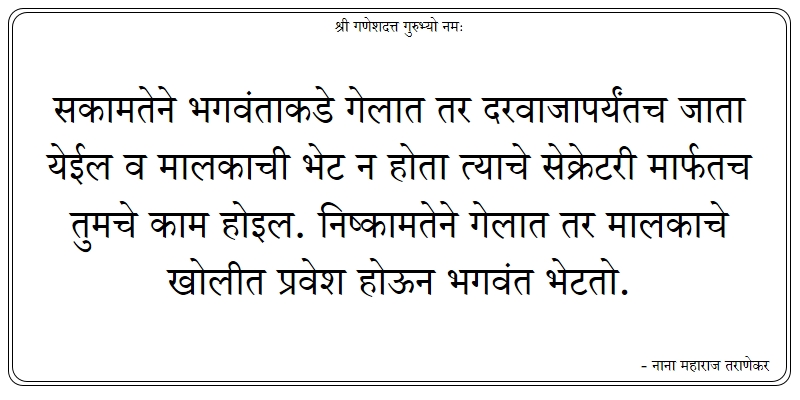 श्री गणेशदत्त गुरुभ्यो नमः
सकामतेने भगवंताकडे गेलात तर दरवाजापर्यंतच जाता
येईल व मालकाची भेट न होता त्याचे सेक्रेटरी मार्फतच
तुमचे काम होइल. निष्कामतेने गेलात तर मालकाचे
खोलीत प्रवेश होऊन भगवंत भेटतो.
- नाना महाराज तराणेकर